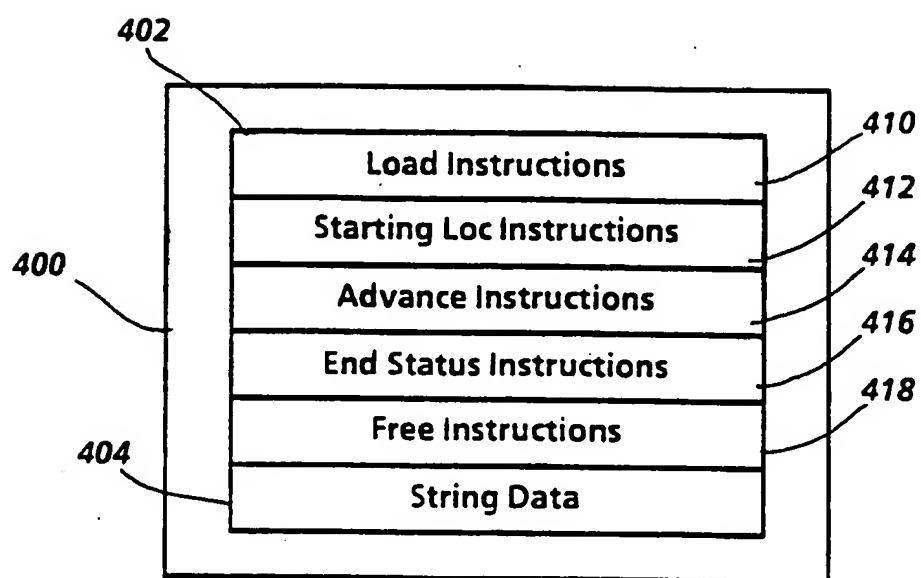 402
410
Load Instructions
412
Starting Loc Instructions
400
414
Advance Instructions
416
End Status Instructions
418
Free Instructions
404
String Data